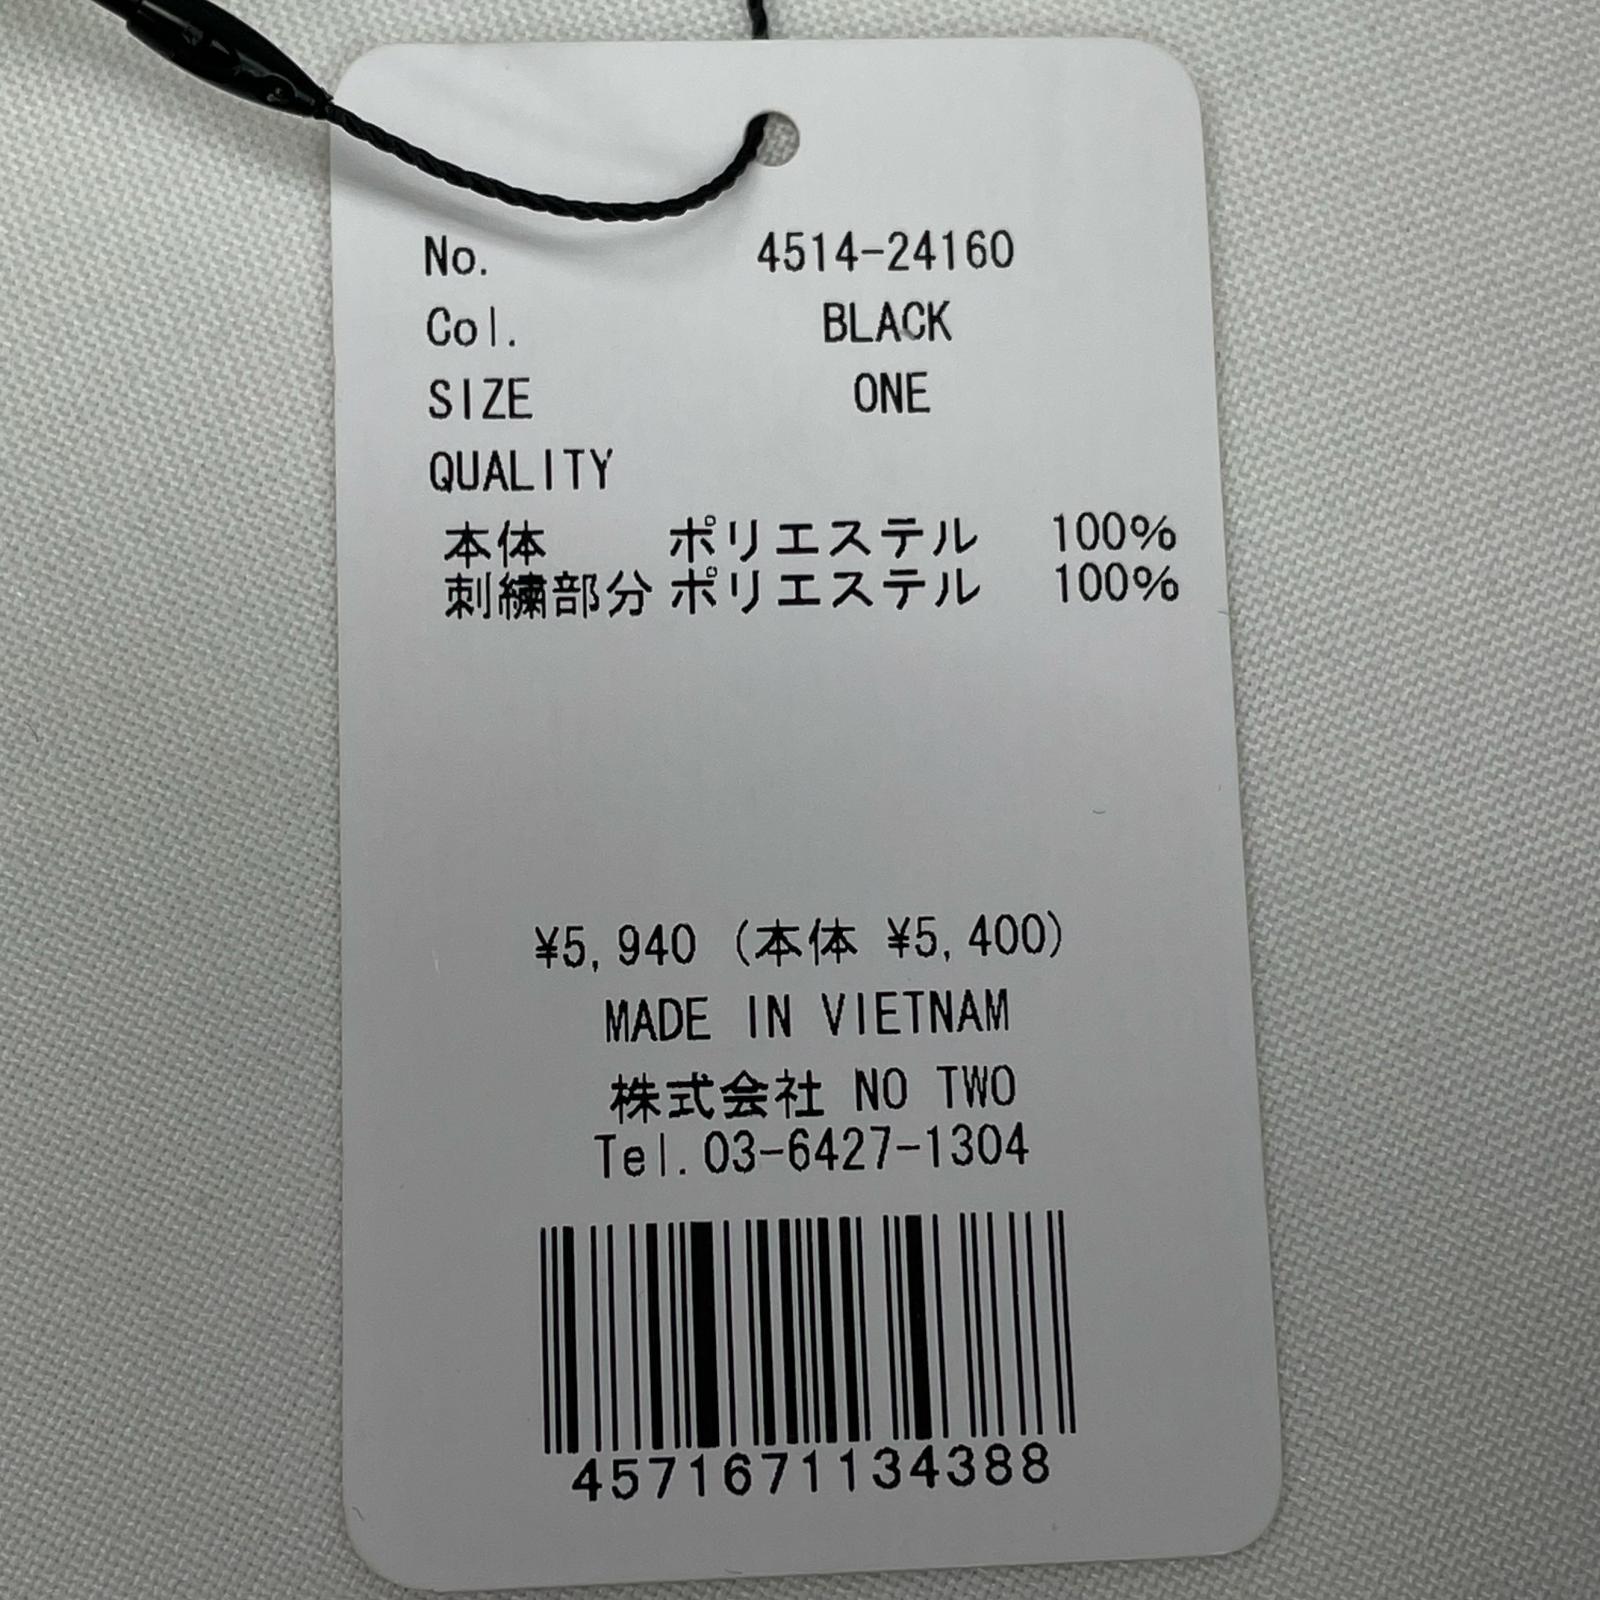 No. 4514-24160
Col. BLACK
SIZE ONE
QUALITY
本体 ポリエステル 100%
刺繍部分 ポリエステル 100%
¥5,940 (本体 ¥5,400)
MADE IN VIETNAM
株式会社 NO TWO
Tel.03-6427-1304
4571671134388